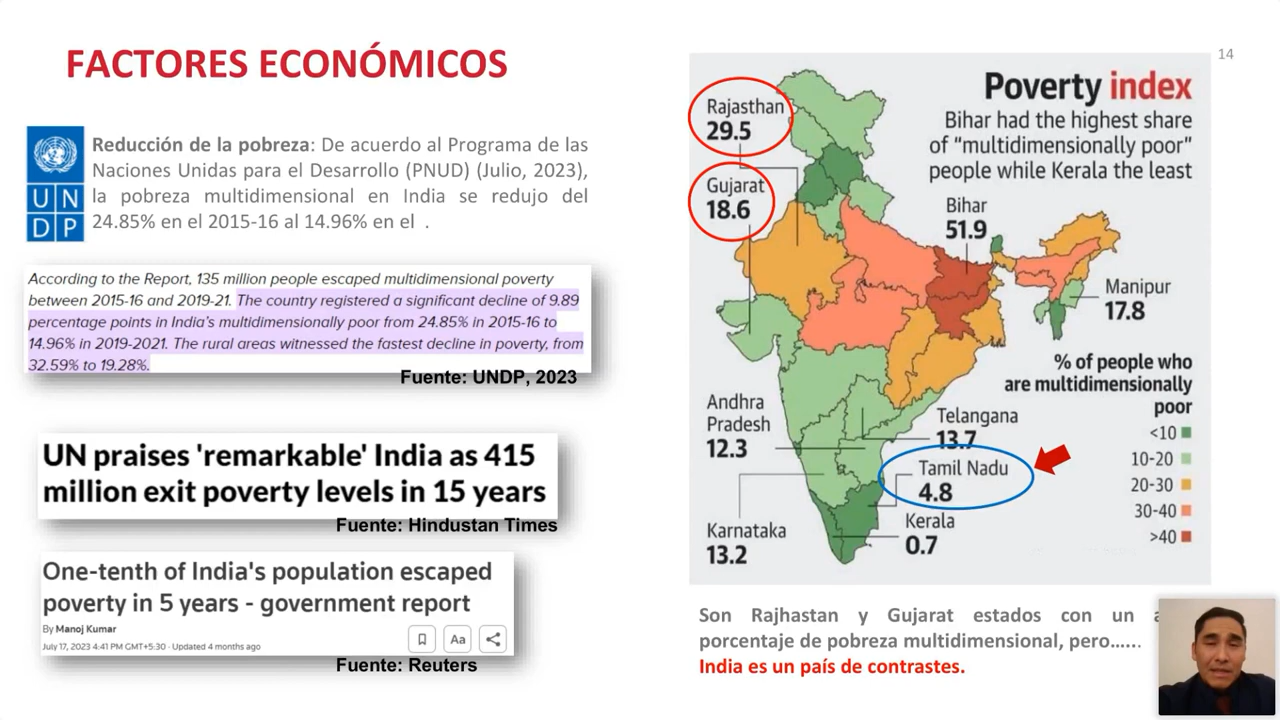 FACTORES ECONÓMICOS
14
UN
DP
Reducción de la pobreza: De acuerdo al Programa de las
Naciones Unidas para el Desarrollo (PNUD) (Julio, 2023),
la pobreza multidimensional en India se redujo del
24.85% en el 2015-16 al 14.96% en el .
According to the Report, 135 million people escaped multidimensional poverty
between 2015-16 and 2019-21. The country registered a significant decline of 9.89
percentage points in India's multidimensionally poor from 24.85% in 2015-16 to
14.96% in 2019-2021. The rural areas witnessed the fastest decline in poverty, from
32.59% to 19.28%.
Fuente: UNDP, 2023
UN praises 'remarkable' India as 415
million exit poverty levels in 15 years
Fuente: Hindustan Times
One-tenth of India's population escaped
poverty in 5 years - government report
By Manoj Kumar
July 17, 2023 4:41 PM GMT+5:30 · Updated 4 months ago
Aa
Fuente: Reuters
Poverty index
Bihar had the highest share
of "multidimensionally poor"
people while Kerala the least
Rajasthan
29.5
Gujarat
18.6
Bihar
51.9
Manipur
17.8
% of people who
are multidimensionally
poor
<10
10-20
20-30
30-40
>40
Andhra
Pradesh
12.3
Telangana
13.7
Tamil Nadu
4.8
Karnataka
13.2
Kerala
0.7
Son Rajhastan y Gujarat estados con un a
porcentaje de pobreza multidimensional, pero…...
India es un país de contrastes.